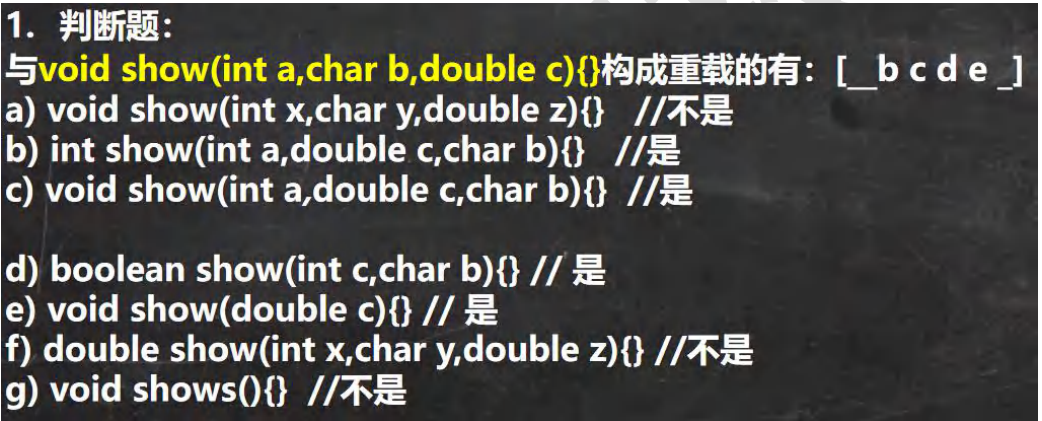 1. 判断题：
与void show(int a,char b,double c){}构成重载的有：[__b c d e _]
a) void show(int x,char y,double z){} //不是
b) int show(int a,double c,char b){} //是
c) void show(int a,double c,char b){} //是
d) boolean show(int c,char b){} // 是
e) void show(double c){} // 是
f) double show(int x,char y,double z){} //不是
g) void shows(){} //不是